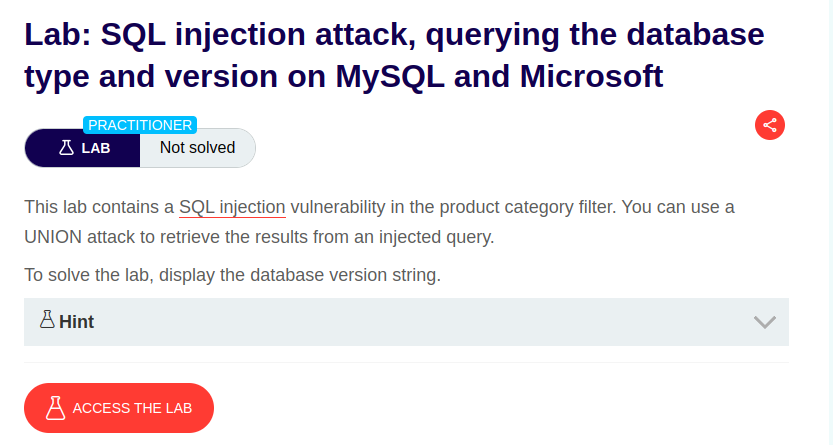 Lab: SQL injection attack, querying the database
type and version on MySQL and Microsoft
PRACTITIONER
LAB
Not solved
This lab contains a SQL injection vulnerability in the product category filter. You can use a
UNION attack to retrieve the results from an injected query.
To solve the lab, display the database version string.
Hint
ACCESS THE LAB